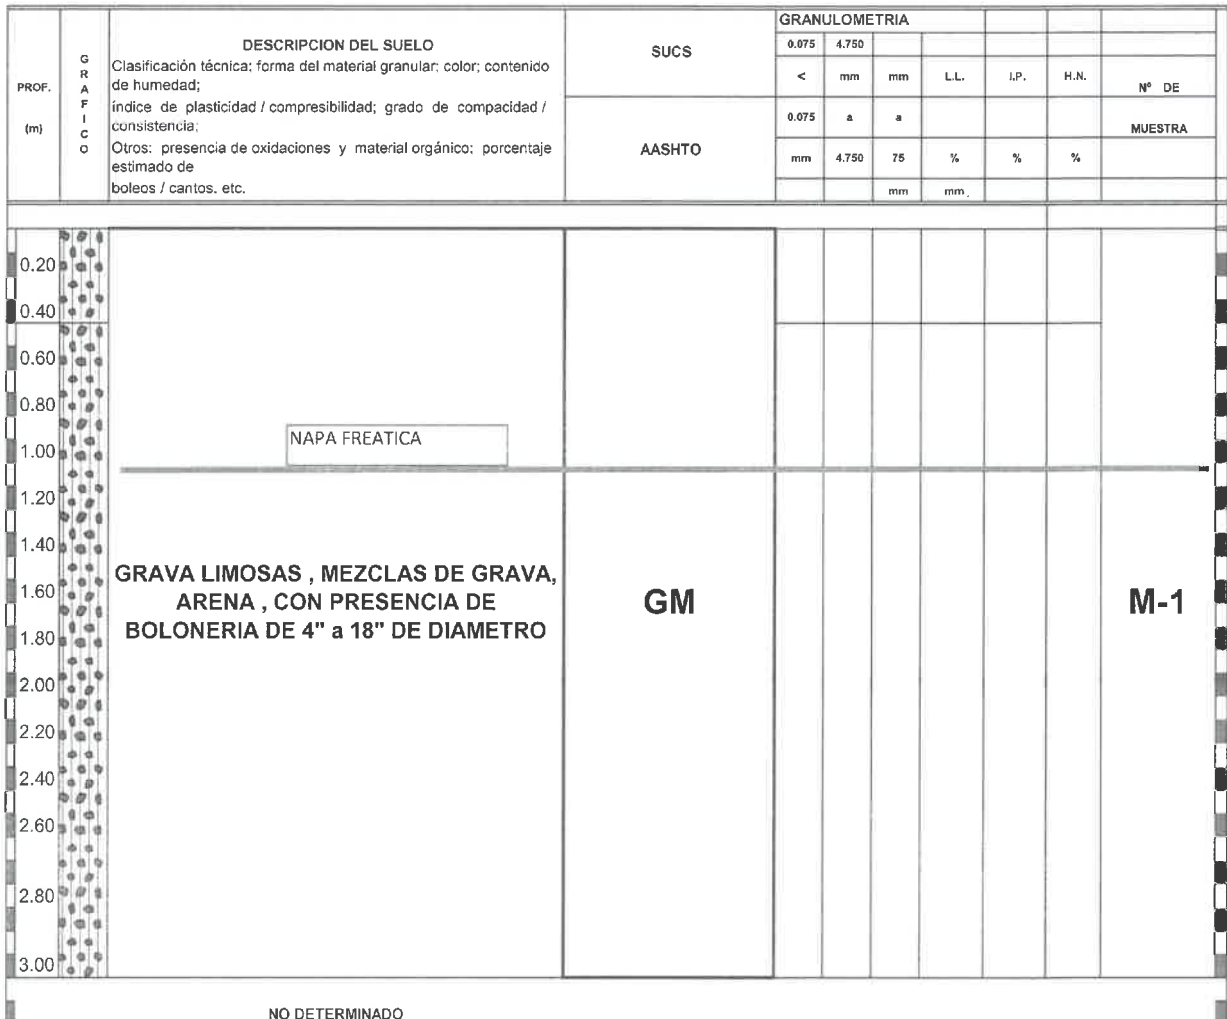 PROF.
(m)
GRAFICO
DESCRIPCION DEL SUELO
Clasificación técnica; forma del material granular; color; contenido
de humedad;
índice de plasticidad / compresibilidad; grado de compacidad /
consistencia;
Otros: presencia de oxidaciones y material orgánico; porcentaje
estimado de
boleos / cantos. etc.
SUCS
AASHTO
GRANULOMETRIA
0.075 4.750
< mm mm L.L. I.P. H.N.
0.075 a a
mm 4.750 75 % % %
mm mm.
Nº DE
MUESTRA
0.20
0.40
0.60
0.80
NAPA FREATICA
1.00
1.20
1.40
GRAVA LIMOSAS , MEZCLAS DE GRAVA,
ARENA , CON PRESENCIA DE
BOLONERIA DE 4" a 18" DE DIAMETRO
GM
M-1
1.60
1.80
2.00
2.20
2.40
2.60
2.80
3.00
NO DETERMINADO